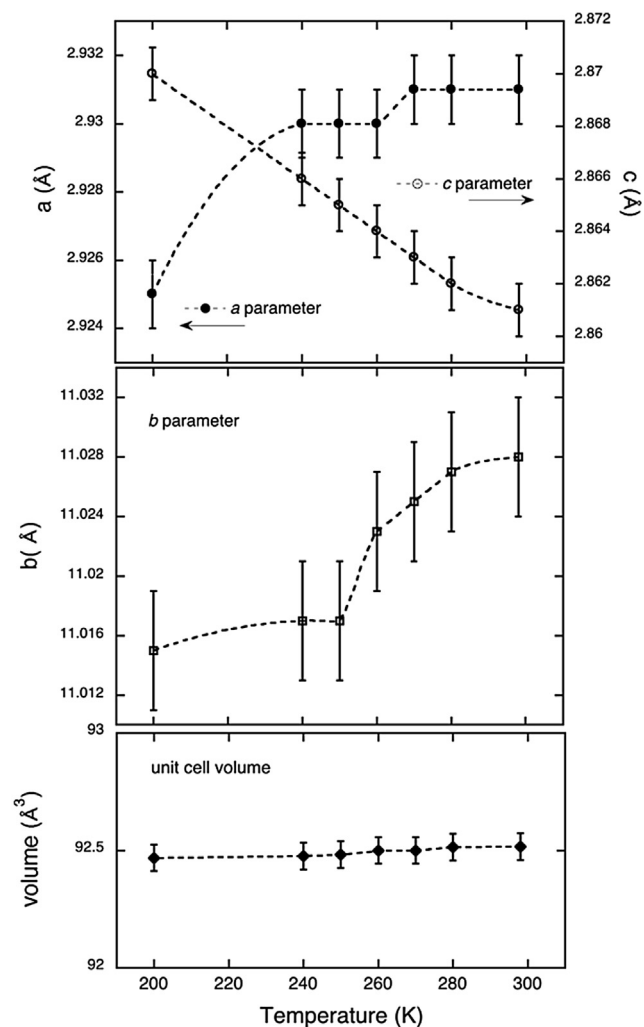 2.932
2.93
2.928
2.926
2.924
a (Å)
2.872
2.87
2.868
2.866
2.864
2.862
2.86
c (Å)
c parameter
a parameter
11.032
11.028
11.024
11.02
11.016
11.012
b( Å)
b parameter
93
92.5
92
volume (Å³)
unit cell volume
200 220 240 260 280 300
Temperature (K)